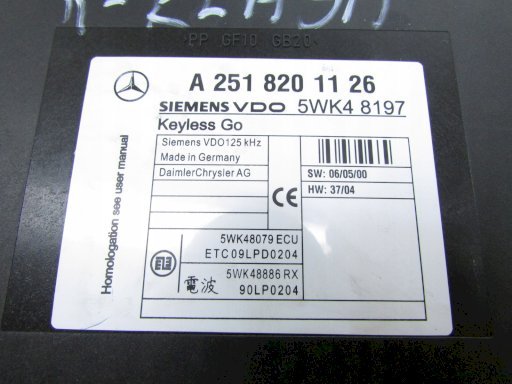 >PP GF10 GB20<
A 251 820 11 26
SIEMENS VDO 5WK4 8197
Keyless Go
Siemens VDO125 kHz
Made in Germany
DaimlerChrysler AG
SW: 06/05/00
HW: 37/04
CE
Homologation see user manual
5WK48079 ECU
ETC09LPD0204
5WK48886 RX
電波 90LP0204